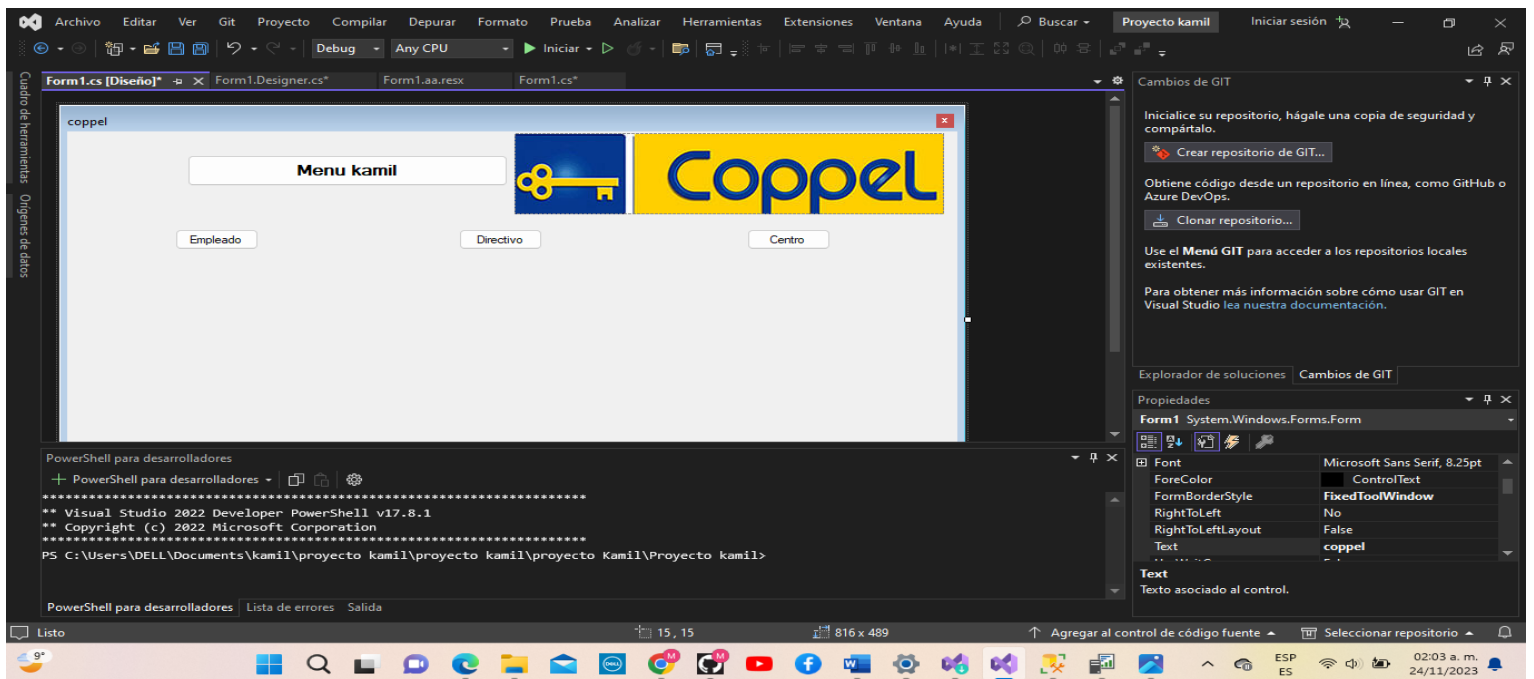 Archivo Editar Ver Git Proyecto Compilar Depurar Formato Prueba Analizar Herramientas Extensiones Ventana Ayuda Buscar Proyecto kamil Iniciar sesión
Debug Any CPU Iniciar
Cuadro de herramientas
Orígenes de datos
Form1.cs [Diseño]* Form1.Designer.cs* Form1.aa.resx Form1.cs*
coppel
Menu kamil
Coppel
Empleado Directivo Centro
Cambios de GIT
Inicialice su repositorio, hágale una copia de seguridad y
compártalo.
Crear repositorio de GIT...
Obtiene código desde un repositorio en línea, como GitHub o
Azure DevOps.
Clonar repositorio...
Use el Menú GIT para acceder a los repositorios locales
existentes.
Para obtener más información sobre cómo usar GIT en
Visual Studio lea nuestra documentación.
Explorador de soluciones Cambios de GIT
Propiedades
Form1 System.Windows.Forms.Form
Font Microsoft Sans Serif, 8.25pt
ForeColor ControlText
FormBorderStyle FixedToolWindow
RightToLeft No
RightToLeftLayout False
Text coppel
Text
Texto asociado al control.
PowerShell para desarrolladores
+ PowerShell para desarrolladores
**********************************************************************
** Visual Studio 2022 Developer PowerShell v17.8.1
** Copyright (c) 2022 Microsoft Corporation
**********************************************************************
PS C:\Users\DELL\Documents\kamil\proyecto kamil\proyecto kamil\proyecto Kamil\Proyecto kamil>
PowerShell para desarrolladores Lista de errores Salida
Listo 15 , 15 816 x 489 Agregar al control de código fuente Seleccionar repositorio
9° ESP 02:03 a. m.
ES 24/11/2023